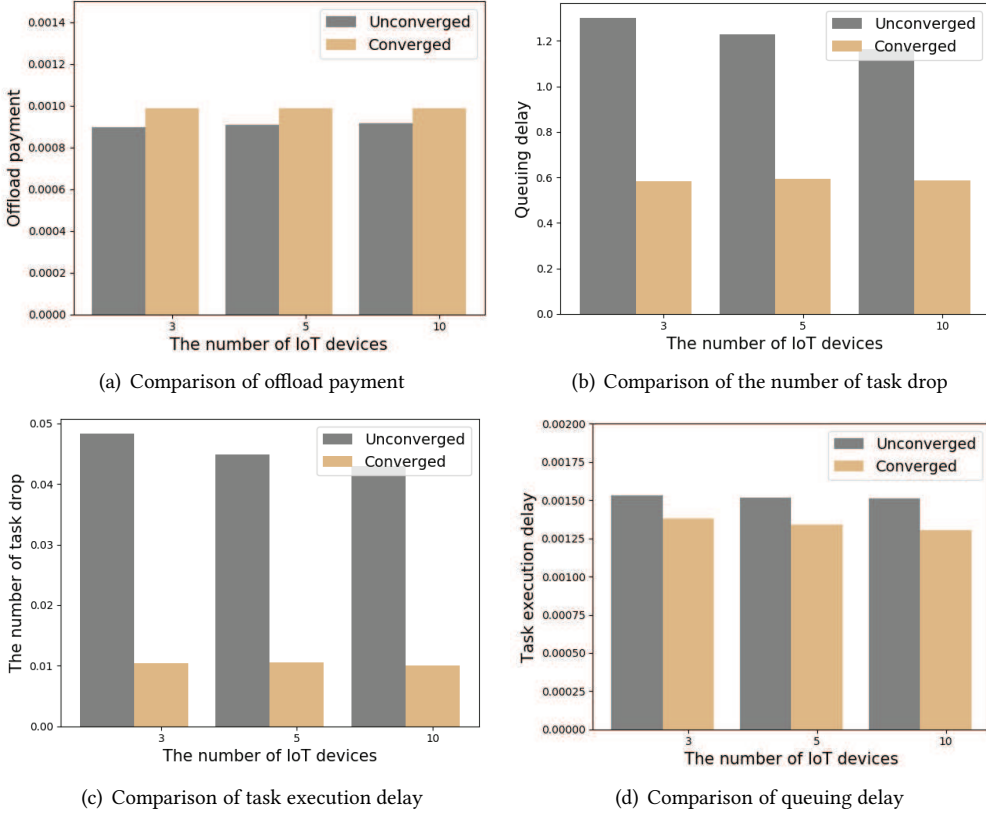 0.0014
0.0012
0.0010
0.0008
0.0006
0.0004
0.0002
0.0000
Offload payment
Unconverged
Converged
3 5 10
The number of IoT devices
(a) Comparison of offload payment
1.2
1.0
0.8
0.6
0.4
0.2
0.0
Queuing delay
Unconverged
Converged
3 5 10
The number of IoT devices
(b) Comparison of the number of task drop
0.05
0.04
0.03
0.02
0.01
0.00
The number of task drop
Unconverged
Converged
3 5 10
The number of IoT devices
(c) Comparison of task execution delay
0.00200
0.00175
0.00150
0.00125
0.00100
0.00075
0.00050
0.00025
0.00000
Task execution delay
Unconverged
Converged
3 5 10
The number of IoT devices
(d) Comparison of queuing delay